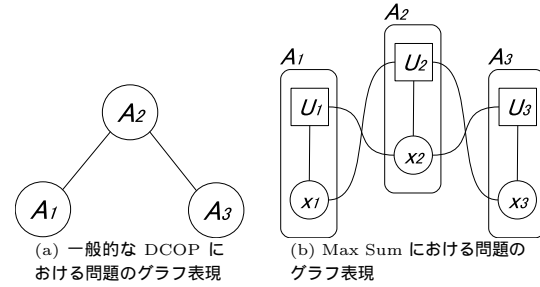 A2
A1
A3
(a) 一般的な DCOP に
おける問題のグラフ表現
A1
A2
A3
U1
U2
U3
x1
x2
x3
(b) Max Sum における問題の
グラフ表現